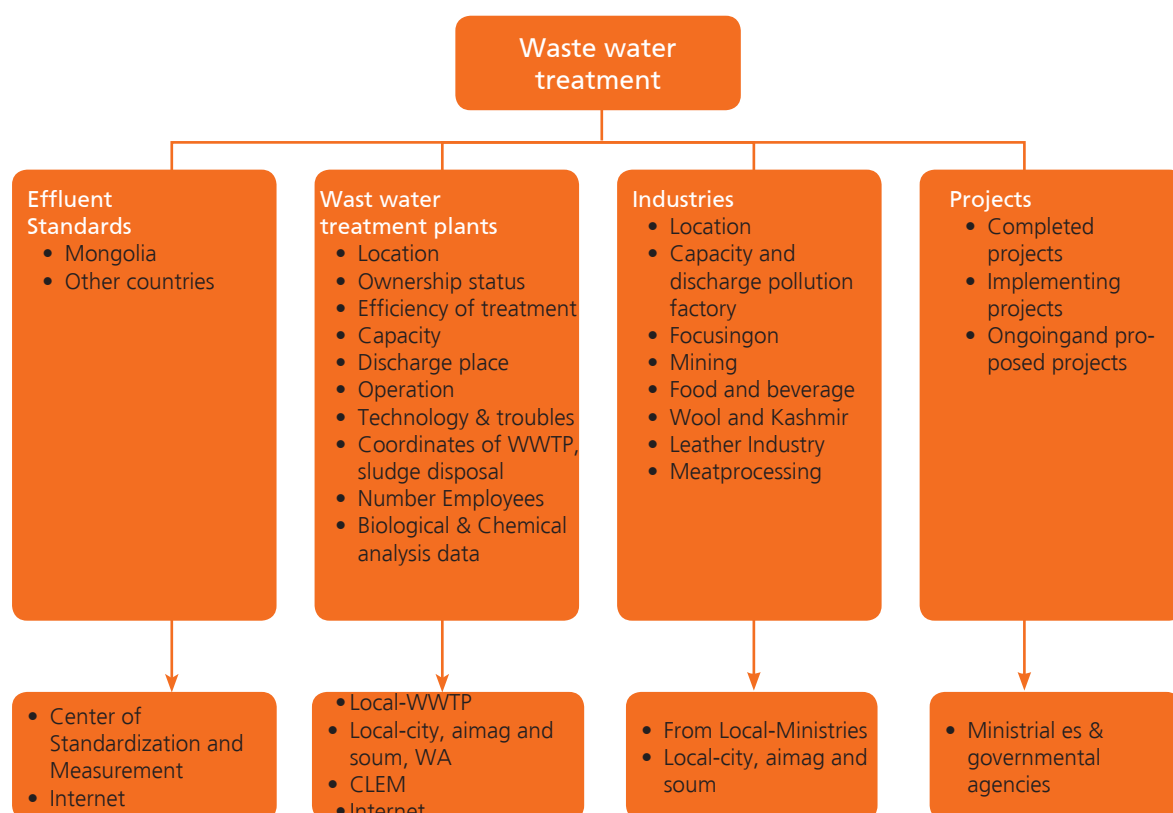 Waste water
treatment
Effluent
Standards
• Mongolia
• Other countries
Wast water
treatment plants
• Location
• Ownership status
• Efficiency of treatment
• Capacity
• Discharge place
• Operation
• Technology & troubles
• Coordinates of WWTP,
sludge disposal
• Number Employees
• Biological & Chemical
analysis data
Industries
• Location
• Capacity and
discharge pollution
factory
• Focusingon
• Mining
• Food and beverage
• Wool and Kashmir
• Leather Industry
• Meatprocessing
Projects
• Completed
projects
• Implementing
projects
• Ongoingand pro-
posed projects
• Center of
Standardization and
Measurement
• Internet
•Local-WWTP
• Local-city, aimag and
soum, WA
• CLEM
•Internet
• From Local-Ministries
• Local-city, aimag and
soum
• Ministrial es &
governmental
agencies